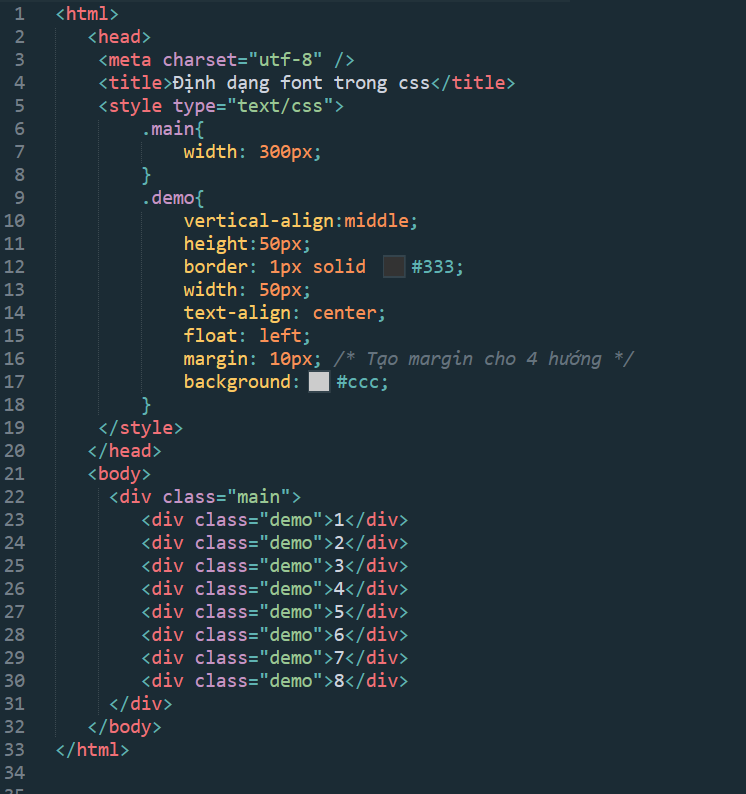 1 <html>
2 <head>
3 <meta charset="utf-8" />
4 <title>Định dạng font trong css</title>
5 <style type="text/css">
6 .main{
7 width: 300px;
8 }
9 .demo{
10 vertical-align:middle;
11 height:50px;
12 border: 1px solid #333;
13 width: 50px;
14 text-align: center;
15 float: left;
16 margin: 10px; /* Tạo margin cho 4 hướng */
17 background: #ccc;
18 }
19 </style>
20 </head>
21 <body>
22 <div class="main">
23 <div class="demo">1</div>
24 <div class="demo">2</div>
25 <div class="demo">3</div>
26 <div class="demo">4</div>
27 <div class="demo">5</div>
28 <div class="demo">6</div>
29 <div class="demo">7</div>
30 <div class="demo">8</div>
31 </div>
32 </body>
33 </html>
34